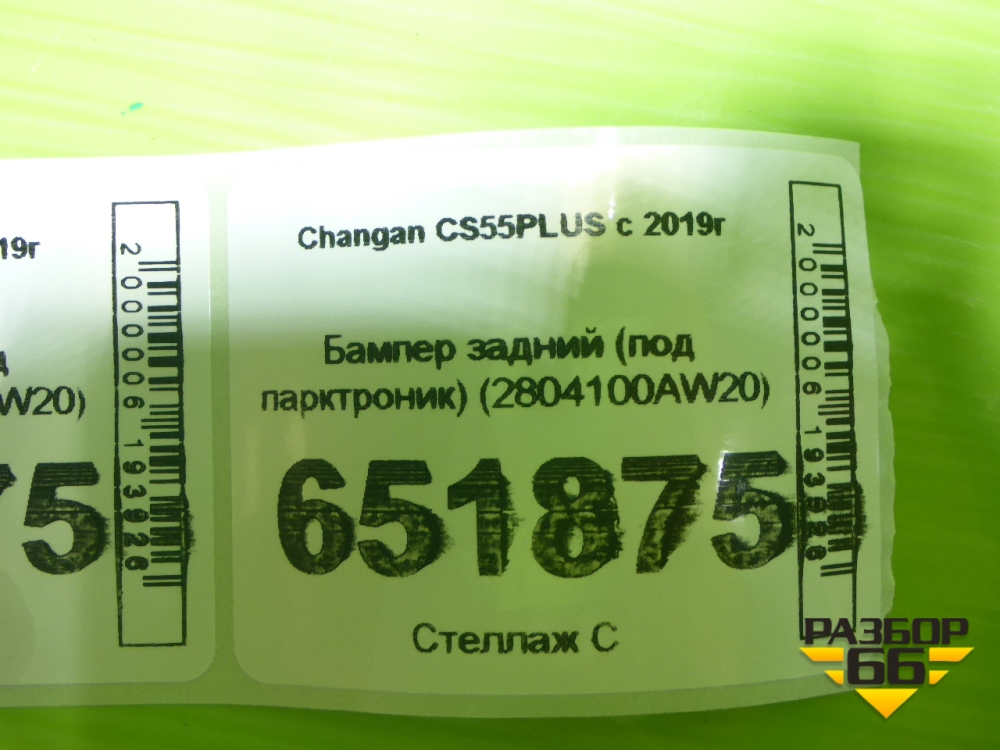 19г
W20)
75
2000006193926
Changan CS55PLUS с 2019г
Бампер задний (под
парктроник) (2804100AW20)
651875
Стеллаж С
2000006193926
РАЗБОР
66